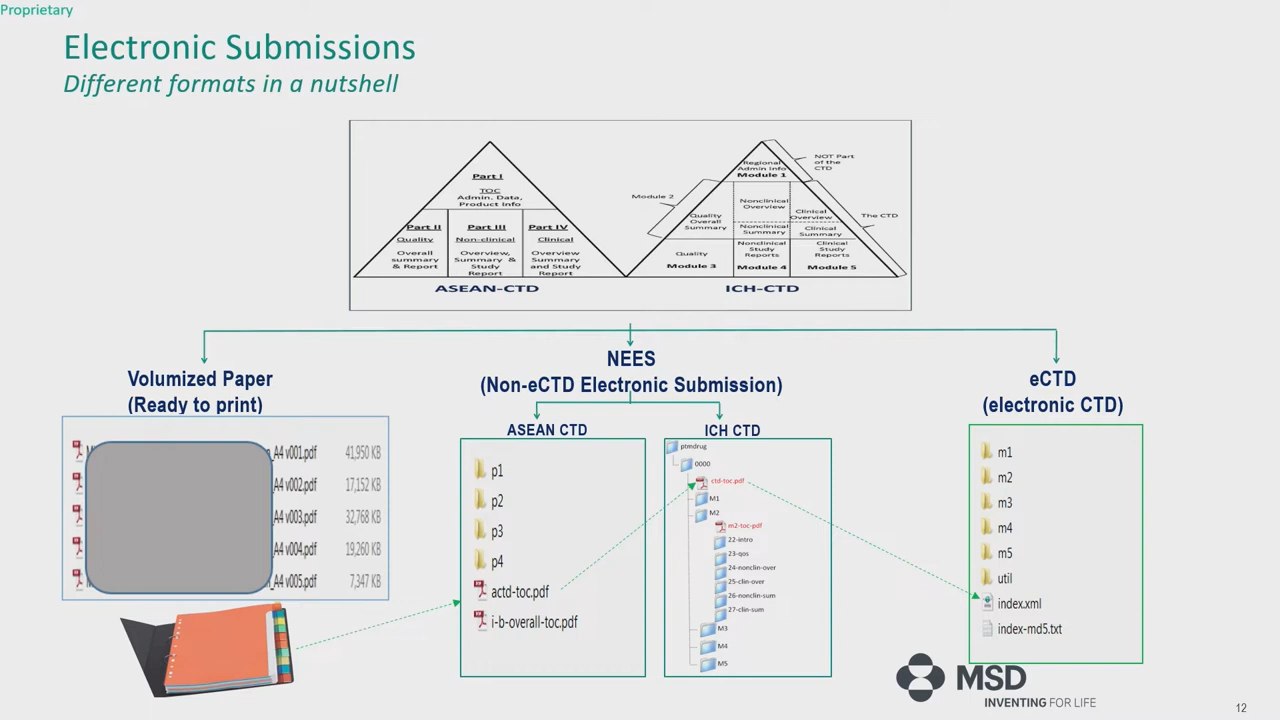 Proprietary
Electronic Submissions
Different formats in a nutshell
Part I
TOC
Admin. Data,
Product Info
Part II
Quality
Overall
summary
& Report
Part III
Non-clinical
Overview,
Summary &
Study
Report
Part IV
Clinical
Overview
Summary
and Study
Report
ASEAN-CTD
Regional
Admin Info
Module 1
NOT Part
of the
CTD
Module 2
Quality
Overall
Summary
Nonclinical
Overview
Nonclinical
Summary
Clinical
Overview
Clinical
Summary
The CTD
Quality
Module 3
Nonclinical
Study
Reports
Module 4
Clinical
Study
Reports
Module 5
ICH-CTD
Volumized Paper
(Ready to print)
A4 v001.pdf 41,950 KB
A4 v002.pdf 17,152 KB
A4 v003.pdf 32,768 KB
A4 v004.pdf 19,260 KB
A4 v005.pdf 7,347 KB
NEES
(Non-eCTD Electronic Submission)
ASEAN CTD
p1
p2
p3
p4
actd-toc.pdf
i-b-overall-toc.pdf
ICH CTD
ptmdrug
0000
ctd-toc.pdf
M1
M2
m2-toc-pdf
22-intro
23-qos
24-nonclin-over
25-clin-over
26-nonclin-sum
27-clin-sum
M3
M4
M5
eCTD
(electronic CTD)
m1
m2
m3
m4
m5
util
index.xml
index-md5.txt
MSD
INVENTING FOR LIFE
12